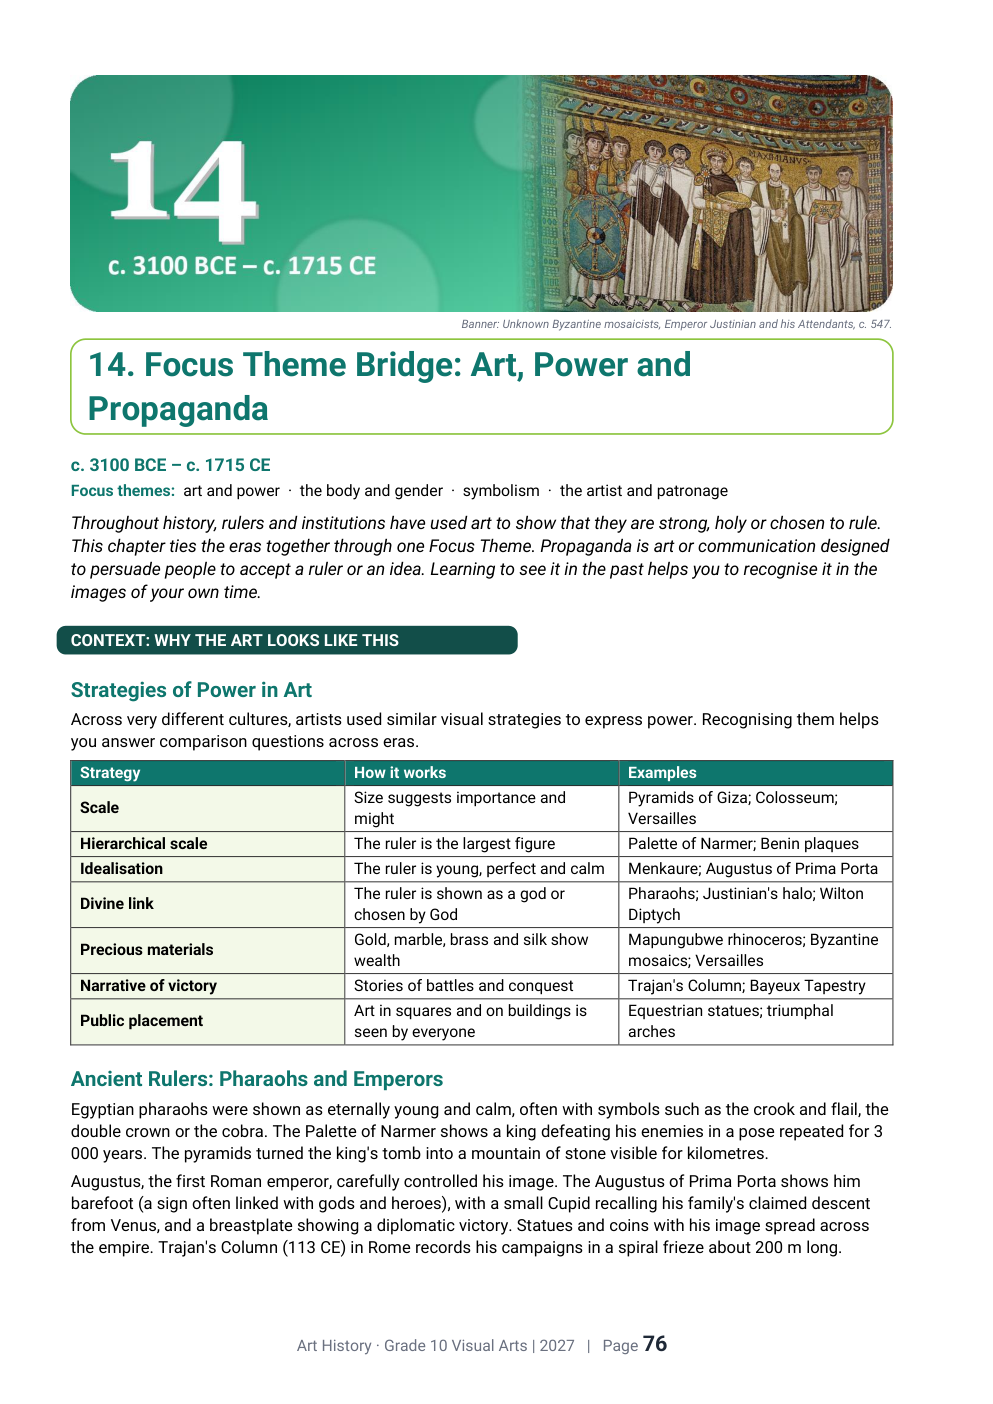 14
c. 3100 BCE – c. 1715 CE
MAXIMIANVS
Banner: Unknown Byzantine mosaicists, Emperor Justinian and his Attendants, c. 547.
14. Focus Theme Bridge: Art, Power and
Propaganda
c. 3100 BCE – c. 1715 CE
Focus themes: art and power · the body and gender · symbolism · the artist and patronage
Throughout history, rulers and institutions have used art to show that they are strong, holy or chosen to rule.
This chapter ties the eras together through one Focus Theme. Propaganda is art or communication designed
to persuade people to accept a ruler or an idea. Learning to see it in the past helps you to recognise it in the
images of your own time.
CONTEXT: WHY THE ART LOOKS LIKE THIS
Strategies of Power in Art
Across very different cultures, artists used similar visual strategies to express power. Recognising them helps
you answer comparison questions across eras.
Strategy How it works Examples
Scale Size suggests importance and might Pyramids of Giza; Colosseum; Versailles
Hierarchical scale The ruler is the largest figure Palette of Narmer; Benin plaques
Idealisation The ruler is young, perfect and calm Menkaure; Augustus of Prima Porta
Divine link The ruler is shown as a god or chosen by God Pharaohs; Justinian's halo; Wilton Diptych
Precious materials Gold, marble, brass and silk show wealth Mapungubwe rhinoceros; Byzantine mosaics; Versailles
Narrative of victory Stories of battles and conquest Trajan's Column; Bayeux Tapestry
Public placement Art in squares and on buildings is seen by everyone Equestrian statues; triumphal arches
Ancient Rulers: Pharaohs and Emperors
Egyptian pharaohs were shown as eternally young and calm, often with symbols such as the crook and flail, the
double crown or the cobra. The Palette of Narmer shows a king defeating his enemies in a pose repeated for 3
000 years. The pyramids turned the king's tomb into a mountain of stone visible for kilometres.
Augustus, the first Roman emperor, carefully controlled his image. The Augustus of Prima Porta shows him
barefoot (a sign often linked with gods and heroes), with a small Cupid recalling his family's claimed descent
from Venus, and a breastplate showing a diplomatic victory. Statues and coins with his image spread across
the empire. Trajan's Column (113 CE) in Rome records his campaigns in a spiral frieze about 200 m long.
Art History · Grade 10 Visual Arts | 2027 | Page 76